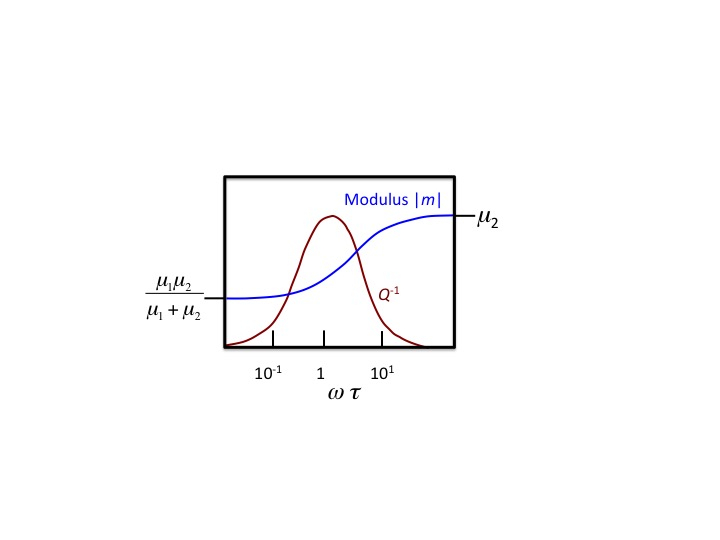 Modulus |m|
μ₂
μ₁μ₂
μ₁ + μ₂
Q⁻¹
10⁻¹ 1 10¹
ω τ